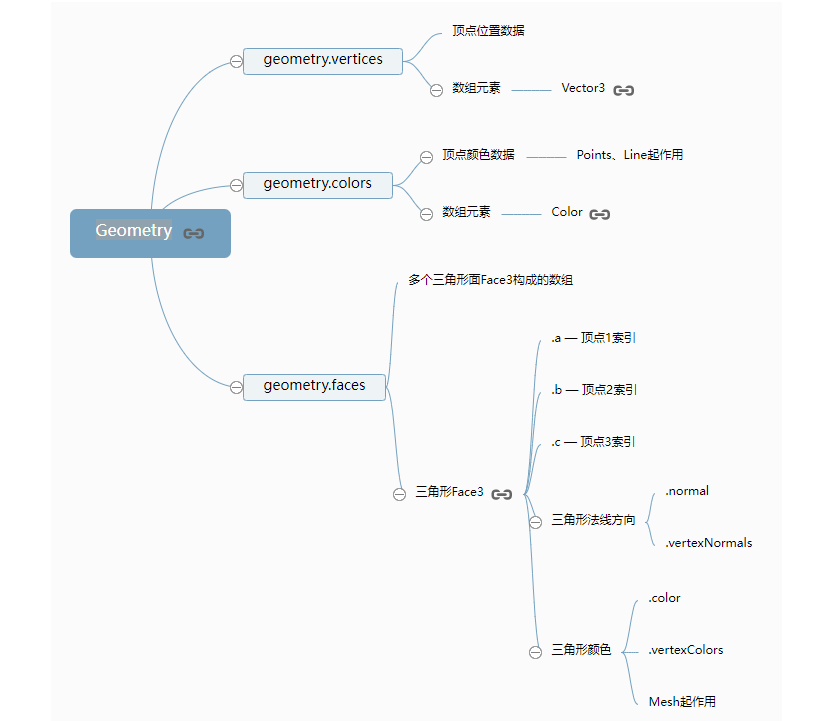 Geometry
geometry.vertices
顶点位置数据
数组元素
Vector3
geometry.colors
顶点颜色数据
Points、Line起作用
数组元素
Color
geometry.faces
多个三角形面Face3构成的数组
三角形Face3
.a — 顶点1索引
.b — 顶点2索引
.c — 顶点3索引
三角形法线方向
.normal
.vertexNormals
三角形颜色
.color
.vertexColors
Mesh起作用